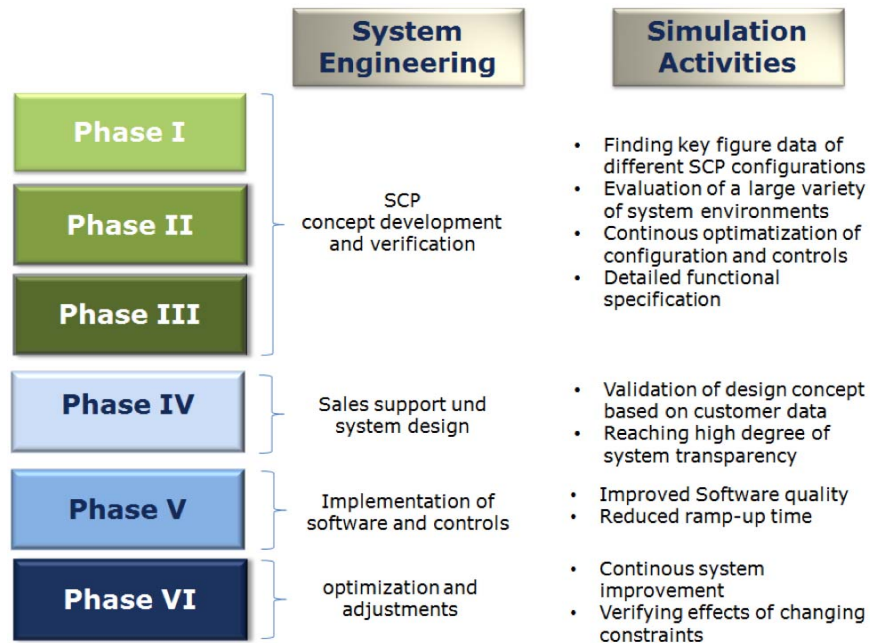 System
Engineering
Simulation
Activities
Phase I
Phase II
Phase III
SCP
concept development
and verification
• Finding key figure data of
different SCP configurations
• Evaluation of a large variety
of system environments
• Continous optimatization of
configuration and controls
• Detailed functional
specification
Phase IV
Sales support und
system design
• Validation of design concept
based on customer data
• Reaching high degree of
system transparency
Phase V
Implementation of
software and controls
• Improved Software quality
• Reduced ramp-up time
Phase VI
optimization and
adjustments
• Continous system
improvement
• Verifying effects of changing
constraints